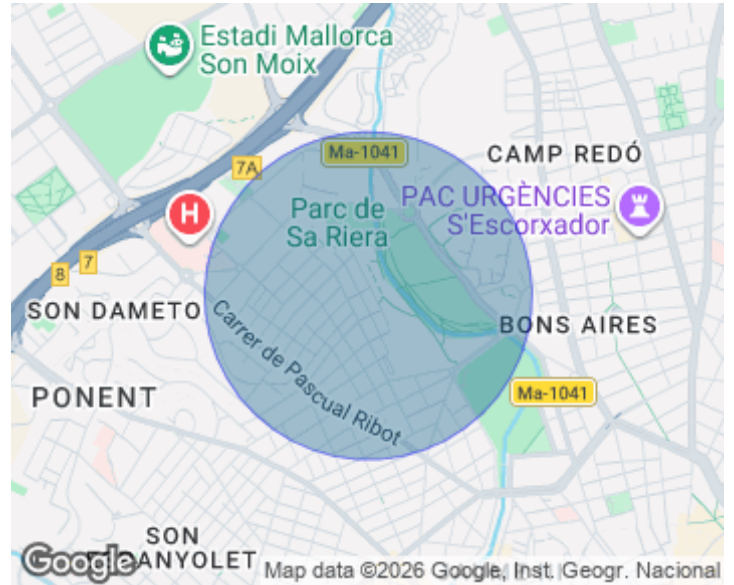 Estadi Mallorca
Son Moix
Ma-1041
CAMP REDÓ
7A
PAC URGÈNCIES
S'Escorxador
H
Parc de
Sa Riera
7
8
SON DAMETO
BONS AIRES
Carrer de Pascual Ribot
PONENT
Ma-1041
SON
Google
Map data ©2026 Google, Inst. Geogr. Nacional